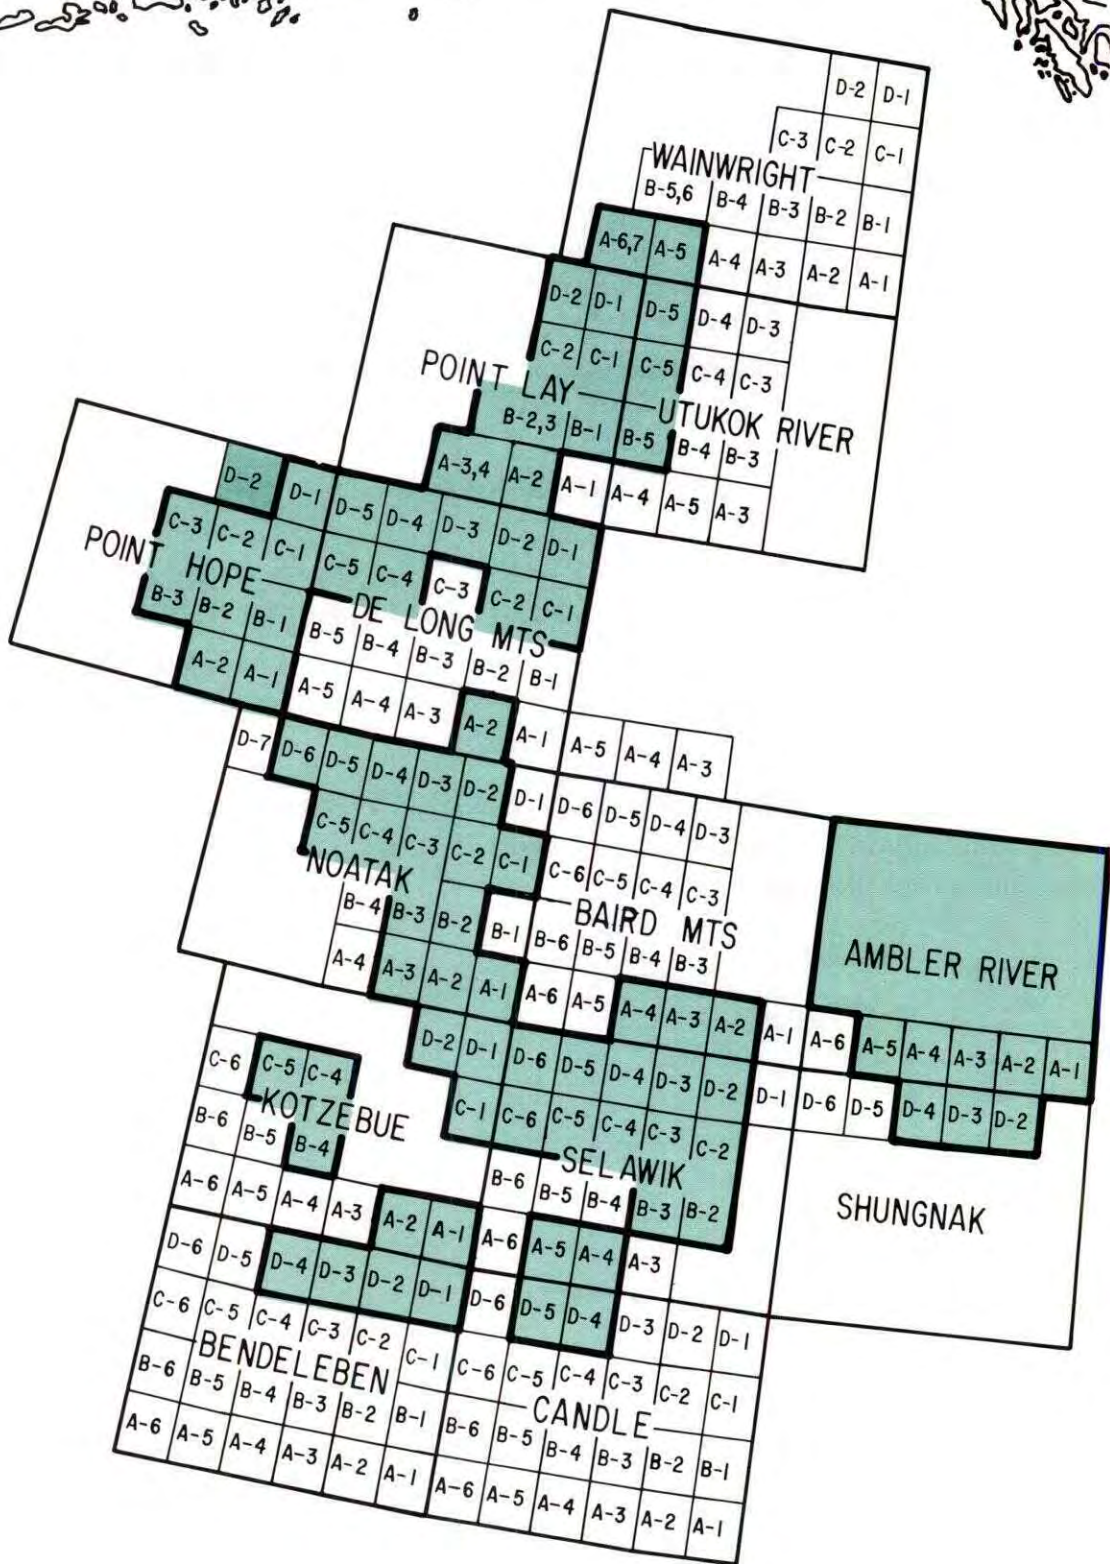 D-2 D-1
C-3 C-2 C-1
WAINWRIGHT
B-5,6 B-4 B-3 B-2 B-1
A-6,7 A-5 A-4 A-3 A-2 A-1
D-2 D-1 D-5 D-4 D-3
C-2 C-1 C-5 C-4 C-3
POINT LAY UTUKOK RIVER
B-2,3 B-1 B-5 B-4 B-3
A-3,4 A-2 A-1 A-4 A-5 A-3
D-2 D-1 D-5 D-4 D-3 D-2 D-1
C-3 C-2 C-1 C-5 C-4 C-3 C-2 C-1
POINT HOPE DE LONG MTS
B-3 B-2 B-1 B-5 B-4 B-3 B-2 B-1
A-2 A-1 A-5 A-4 A-3 A-2 A-1 A-5 A-4 A-3
D-7 D-6 D-5 D-4 D-3 D-2 D-1 D-6 D-5 D-4 D-3
C-5 C-4 C-3 C-2 C-1 C-6 C-5 C-4 C-3
NOATAK BAIRD MTS AMBLER RIVER
B-4 B-3 B-2 B-1 B-6 B-5 B-4 B-3
A-4 A-3 A-2 A-1 A-6 A-5 A-4 A-3 A-2 A-1 A-6 A-5 A-4 A-3 A-2 A-1
D-2 D-1 D-6 D-5 D-4 D-3 D-2 D-1 D-6 D-5 D-4 D-3 D-2
C-6 C-5 C-4 C-1 C-6 C-5 C-4 C-3 C-2
KOTZEBUE SELAWIK SHUNGNAK
B-6 B-5 B-4 B-6 B-5 B-4 B-3 B-2
A-6 A-5 A-4 A-3 A-2 A-1 A-6 A-5 A-4 A-3
D-6 D-5 D-4 D-3 D-2 D-1 D-6 D-5 D-4 D-3 D-2 D-1
C-6 C-5 C-4 C-3 C-2 C-1 C-6 C-5 C-4 C-3 C-2 C-1
BENDELEBEN CANDLE
B-6 B-5 B-4 B-3 B-2 B-1 B-6 B-5 B-4 B-3 B-2 B-1
A-6 A-5 A-4 A-3 A-2 A-1 A-6 A-5 A-4 A-3 A-2 A-1